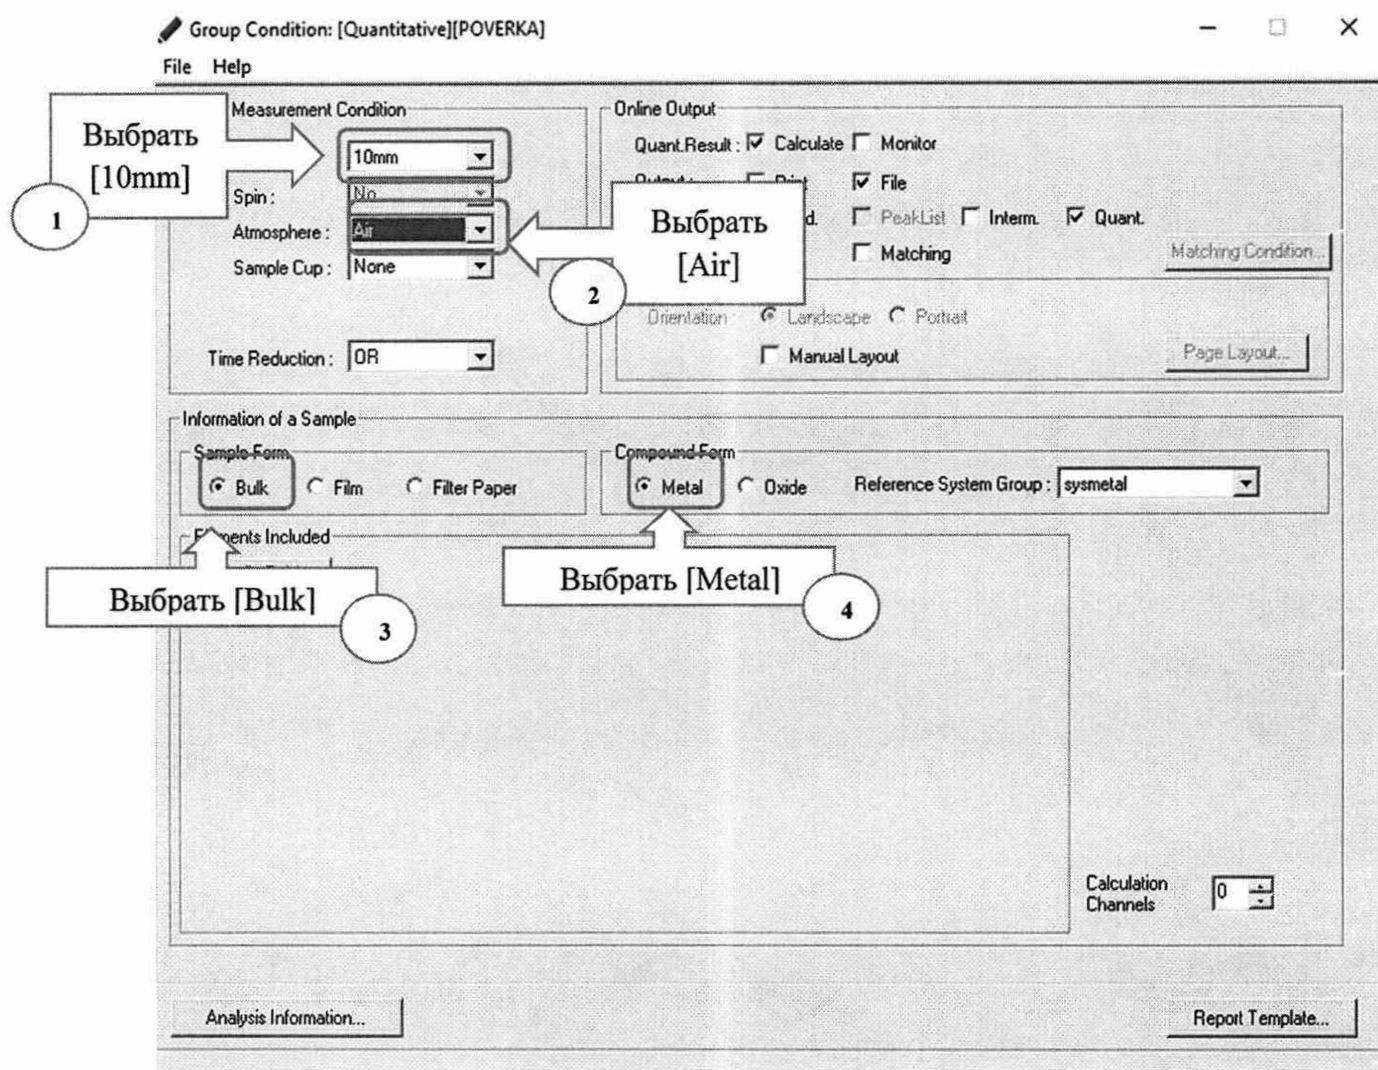 Group Condition: [Quantitative][POVERKA]
File Help
Measurement Condition
Выбрать
[10mm]
1
10mm
Spin : No
Atmosphere : Air
Sample Cup : None
Time Reduction : OR
Выбрать
[Air]
2
Online Output
Quant.Result : Calculate Monitor
File
PeakList Interm. Quant.
Matching Matching Condition...
Orientation : Landscape Portrait
Manual Layout Page Layout...
Information of a Sample
Sample Form
Bulk Film Filter Paper
Compound Form
Metal Oxide Reference System Group : sysmetal
Included
Выбрать [Bulk]
3
Выбрать [Metal]
4
Calculation
Channels 0
Analysis Information... Report Template...